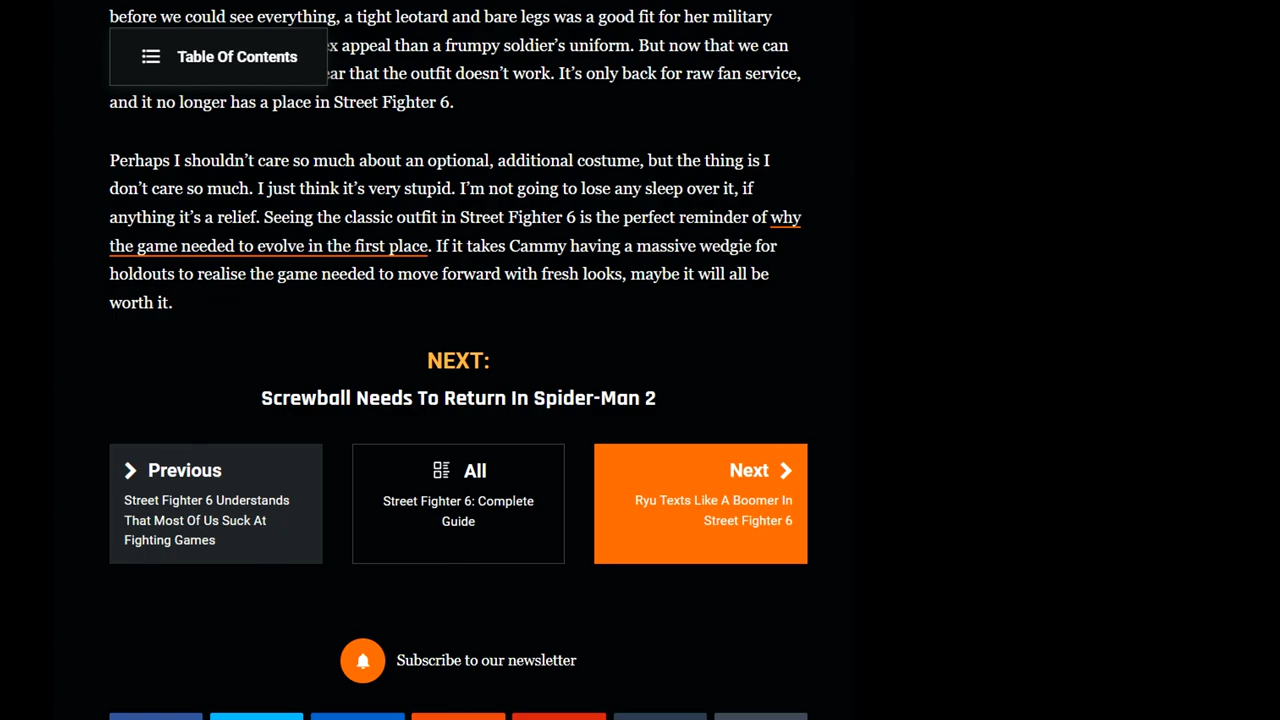 before we could see everything, a tight leotard and bare legs was a good fit for her military
Table Of Contents
x appeal than a frumpy soldier’s uniform. But now that we can
ar that the outfit doesn’t work. It’s only back for raw fan service,
and it no longer has a place in Street Fighter 6.
Perhaps I shouldn’t care so much about an optional, additional costume, but the thing is I
don’t care so much. I just think it’s very stupid. I’m not going to lose any sleep over it, if
anything it’s a relief. Seeing the classic outfit in Street Fighter 6 is the perfect reminder of why
the game needed to evolve in the first place. If it takes Cammy having a massive wedgie for
holdouts to realise the game needed to move forward with fresh looks, maybe it will all be
worth it.
NEXT:
Screwball Needs To Return In Spider-Man 2
Previous
Street Fighter 6 Understands
That Most Of Us Suck At
Fighting Games
All
Street Fighter 6: Complete
Guide
Next
Ryu Texts Like A Boomer In
Street Fighter 6
Subscribe to our newsletter